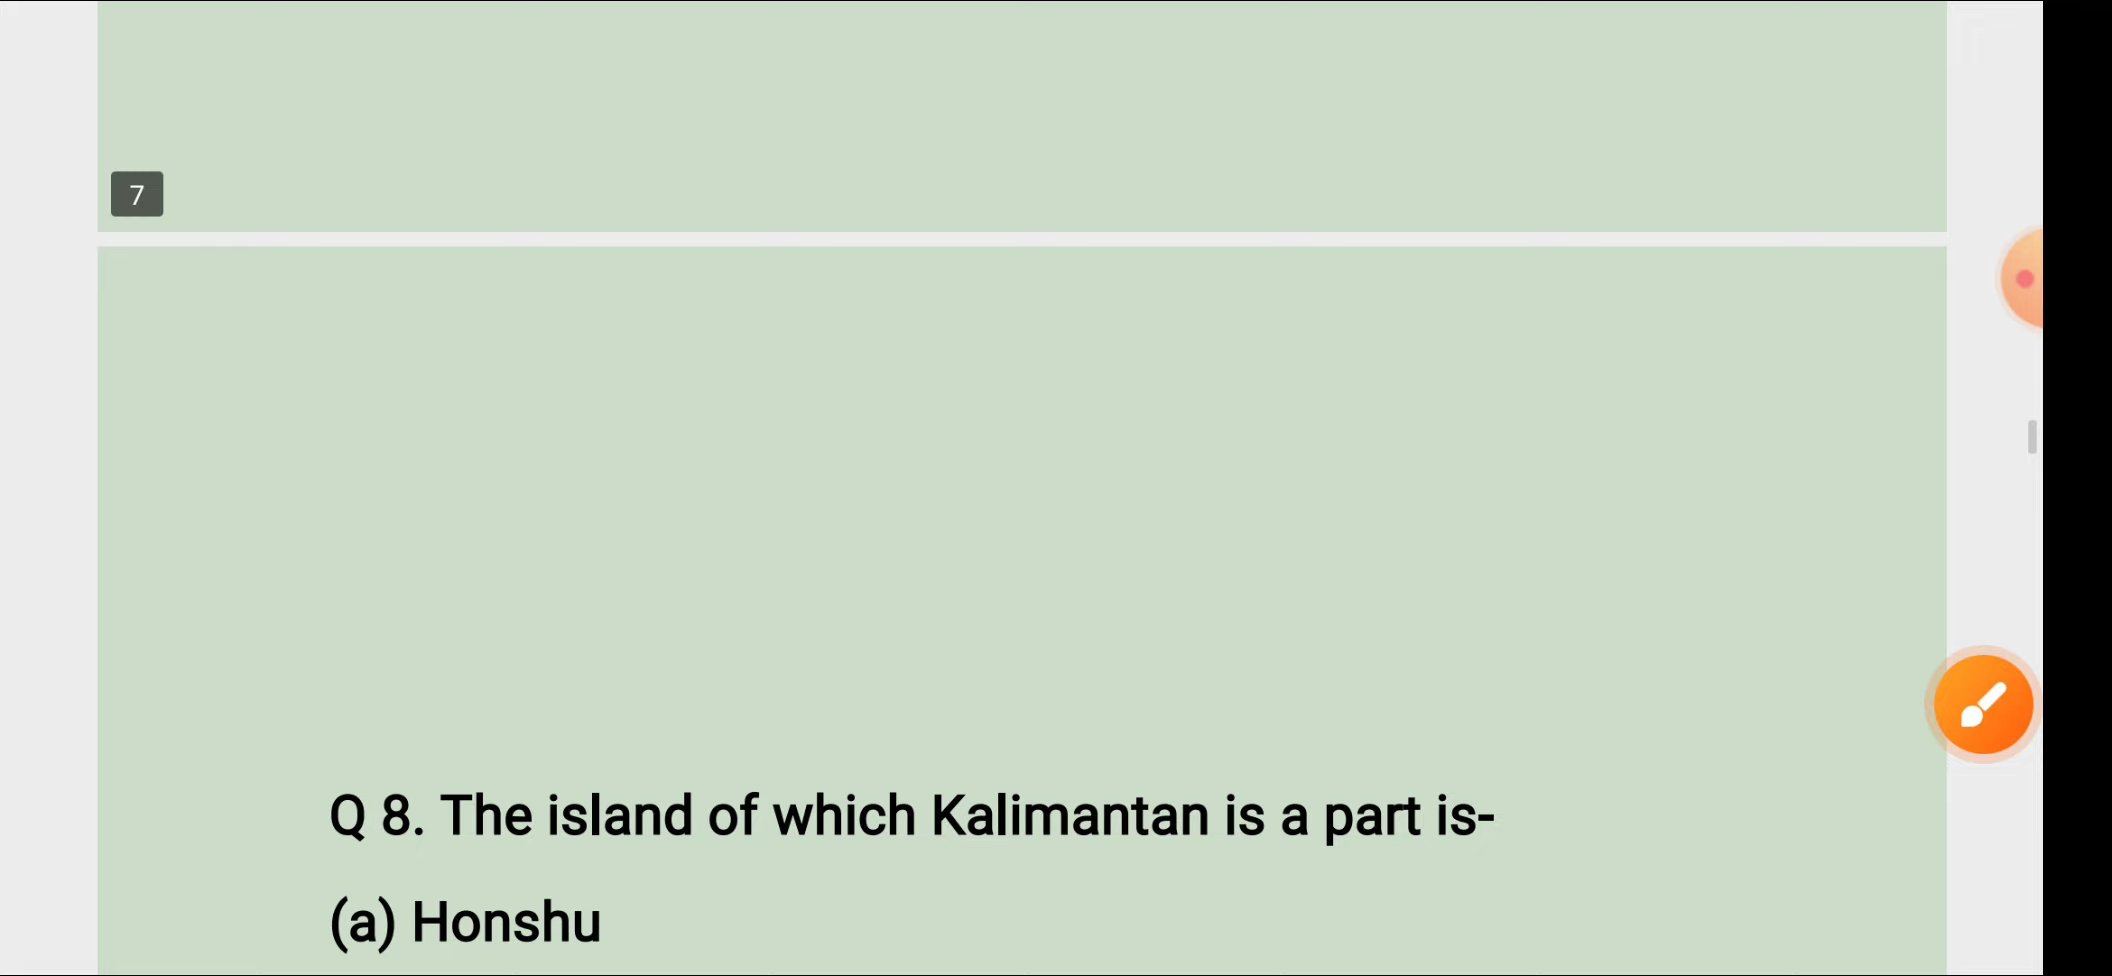 7
Q 8. The island of which Kalimantan is a part is-
(a) Honshu